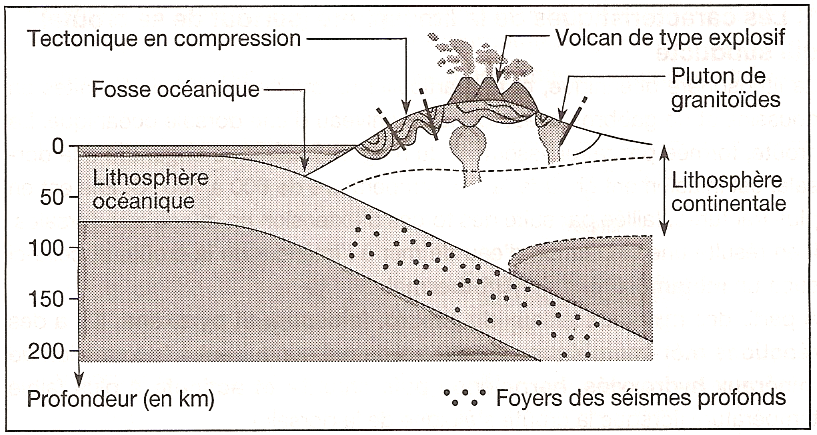 Tectonique en compression
Volcan de type explosif
Fosse océanique
Pluton de
granitoïdes
0
50
100
150
200
Lithosphère
océanique
Lithosphère
continentale
Profondeur (en km)
Foyers des séismes profonds